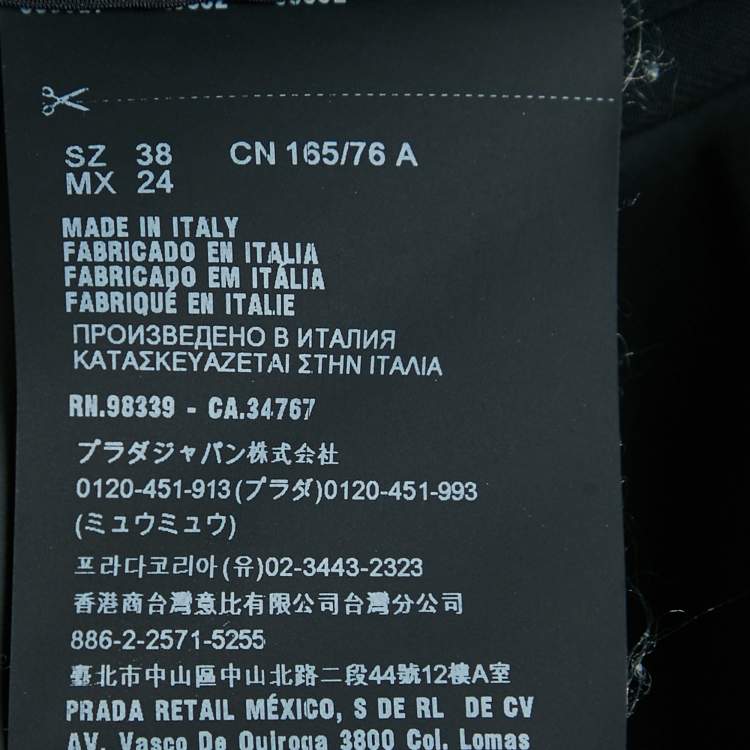 SZ 38 CN 165/76 A
MX 24
MADE IN ITALY
FABRICADO EN ITALIA
FABRICADO EM ITÁLIA
FABRIQUÉ EN ITALIE
ПРОИЗВЕДЕНО В ИТАЛИЯ
ΚΑΤΑΣΚΕΥΑΖΕΤΑΙ ΣΤΗΝ ΙΤΑΛΙΑ
RN.98339 - CA.34767
プラダジャパン株式会社
0120-451-913(プラダ)0120-451-993
(ミュウミュウ)
프라다코리아(유)02-3443-2323
香港商台灣意比有限公司台灣分公司
886-2-2571-5255
臺北市中山區中山北路二段44號12樓A室
PRADA RETAIL MÉXICO, S DE RL DE CV
AV. Vasco De Quiroga 3800 Col. Lomas